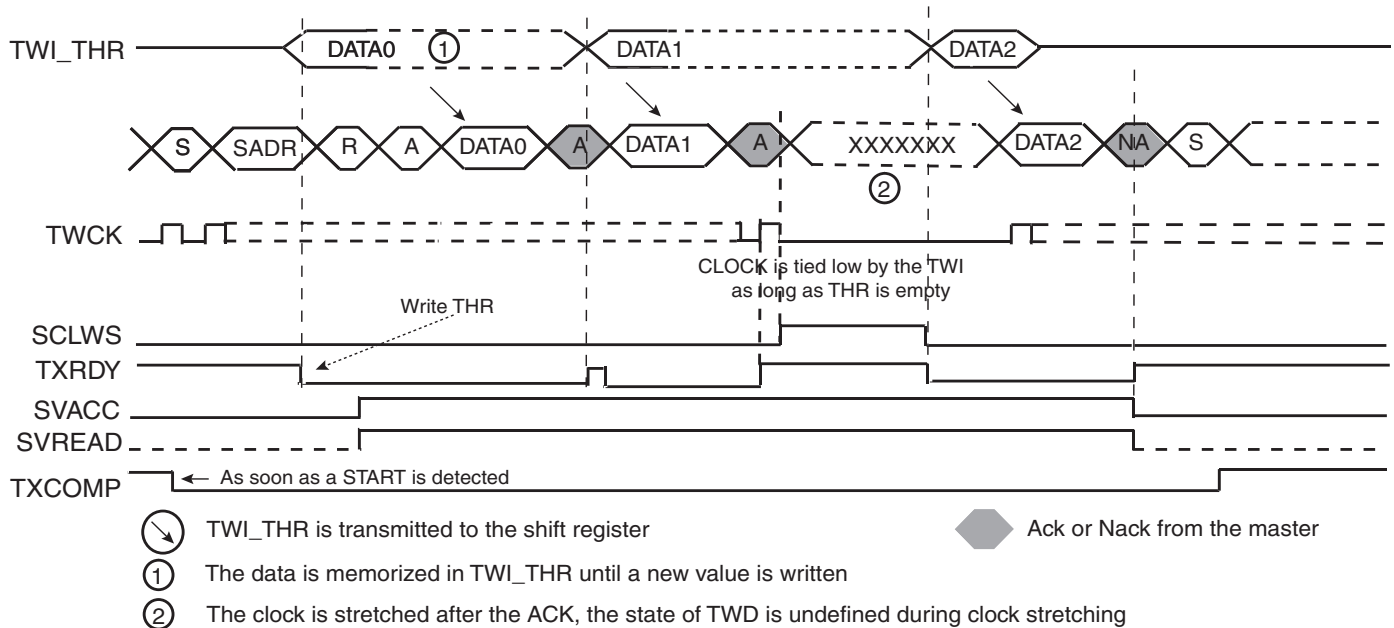 TWI_THR DATA0 1 DATA1 DATA2
S SADR R A DATA0 A DATA1 A XXXXXXX DATA2 NA S
2
TWCK
CLOCK is tied low by the TWI
as long as THR is empty
Write THR
SCLWS
TXRDY
SVACC
SVREAD
TXCOMP As soon as a START is detected
TWI_THR is transmitted to the shift register Ack or Nack from the master
1 The data is memorized in TWI_THR until a new value is written
2 The clock is stretched after the ACK, the state of TWD is undefined during clock stretching